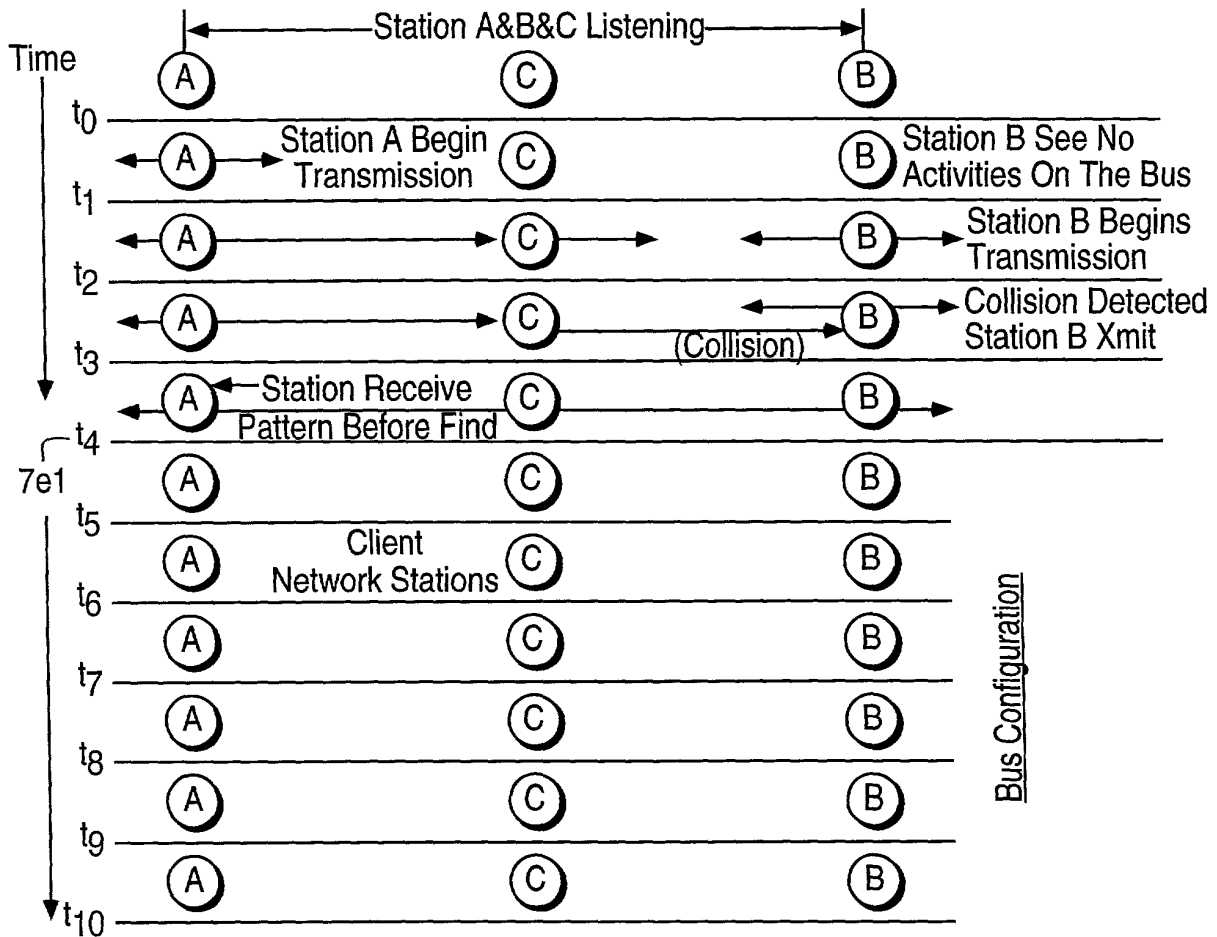 Station A&B&C Listening
Time
A C B
t0
A Station A Begin Transmission C B Station B See No Activities On The Bus
t1
A C B Station B Begins Transmission
t2
A C (Collision) B Collision Detected Station B Xmit
t3
A Station Receive Pattern Before Find C B
t4
7e1
A C B
t5
A Client Network Stations C B
t6
A C B
t7
A C B
t8
A C B
t9
A C B
t10
Bus Configuration